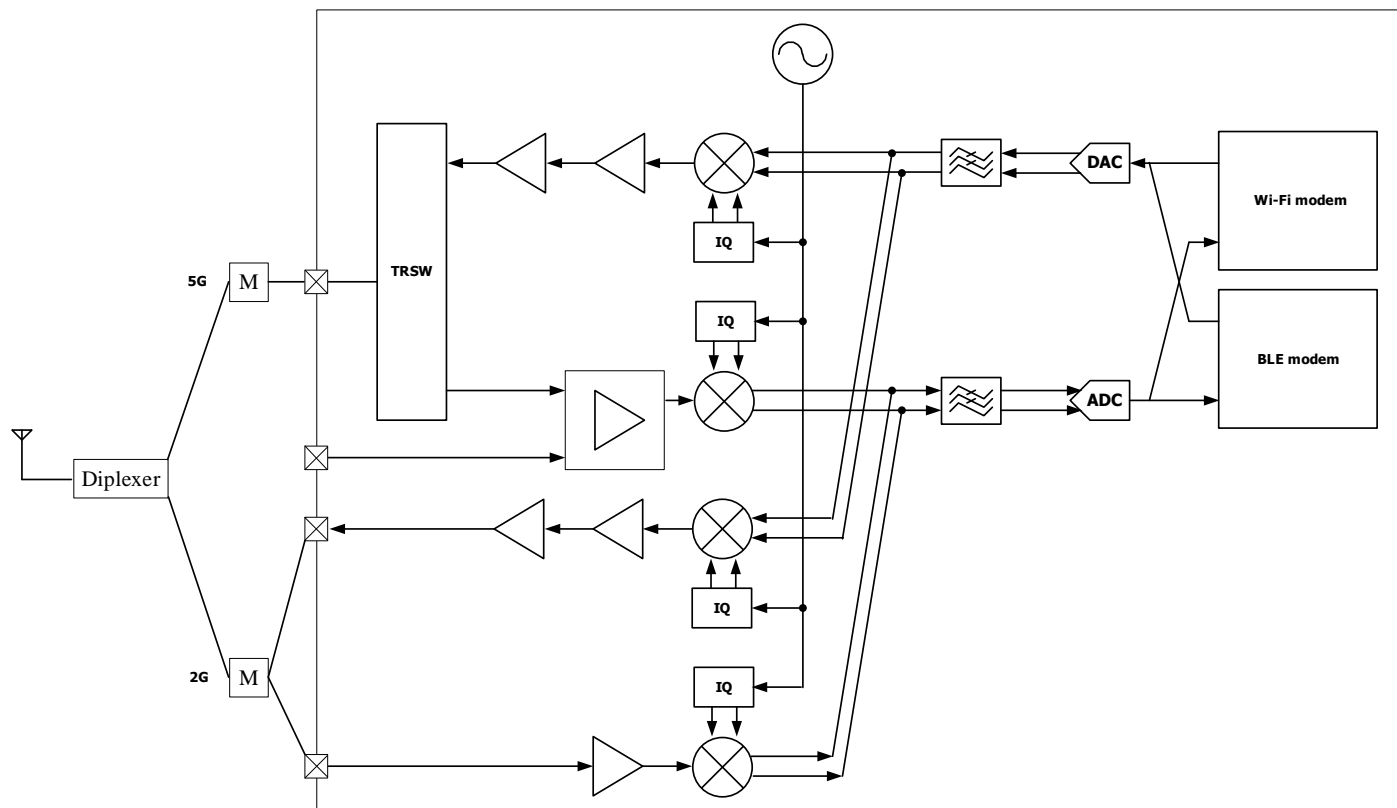 DAC
Wi-Fi modem
IQ
TRSW
5G
M
IQ
BLE modem
ADC
Diplexer
IQ
2G
M
IQ